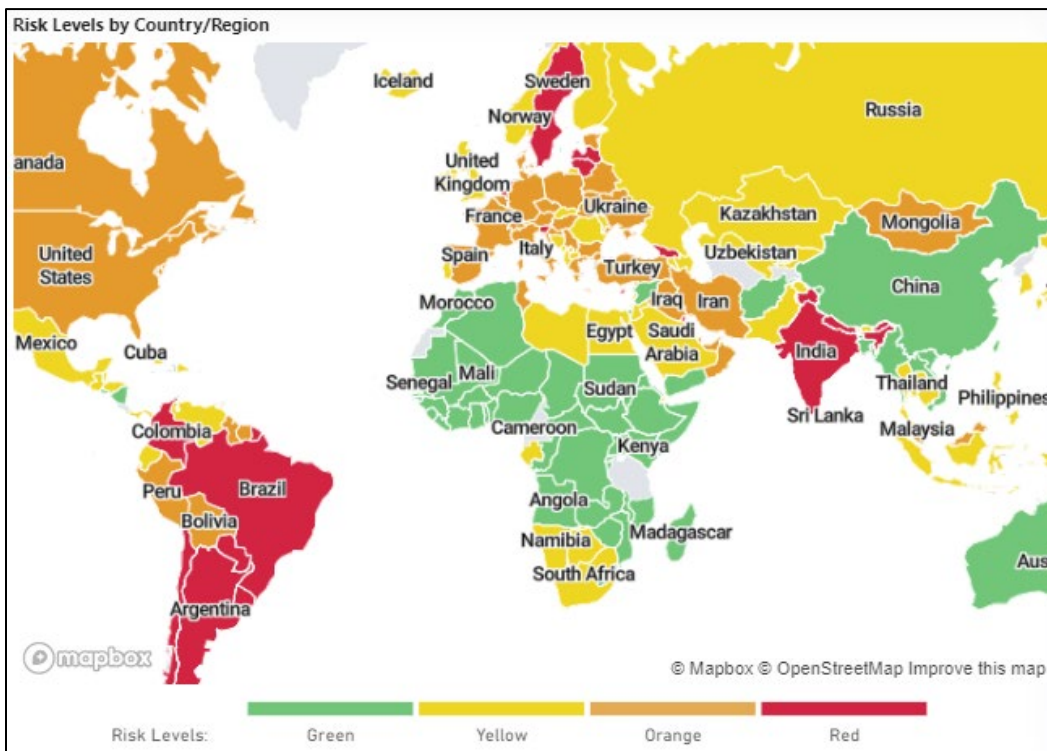 Risk Levels by Country/Region
Iceland
Sweden
Norway
Russia
anada
United
Kingdom
Ukraine
France
Kazakhstan
Mongolia
United
States
Italy
Uzbekistan
Spain
Turkey
China
Morocco
Iraq
Iran
Mexico
Cuba
Egypt
Saudi
Arabia
India
Senegal
Mali
Sudan
Thailand
Philippines
Colombia
Cameroon
Sri Lanka
Malaysia
Kenya
Peru
Brazil
Angola
Bolivia
Madagascar
Namibia
South Africa
Aus
Argentina
mapbox
© Mapbox © OpenStreetMap Improve this map
Risk Levels:
Green
Yellow
Orange
Red